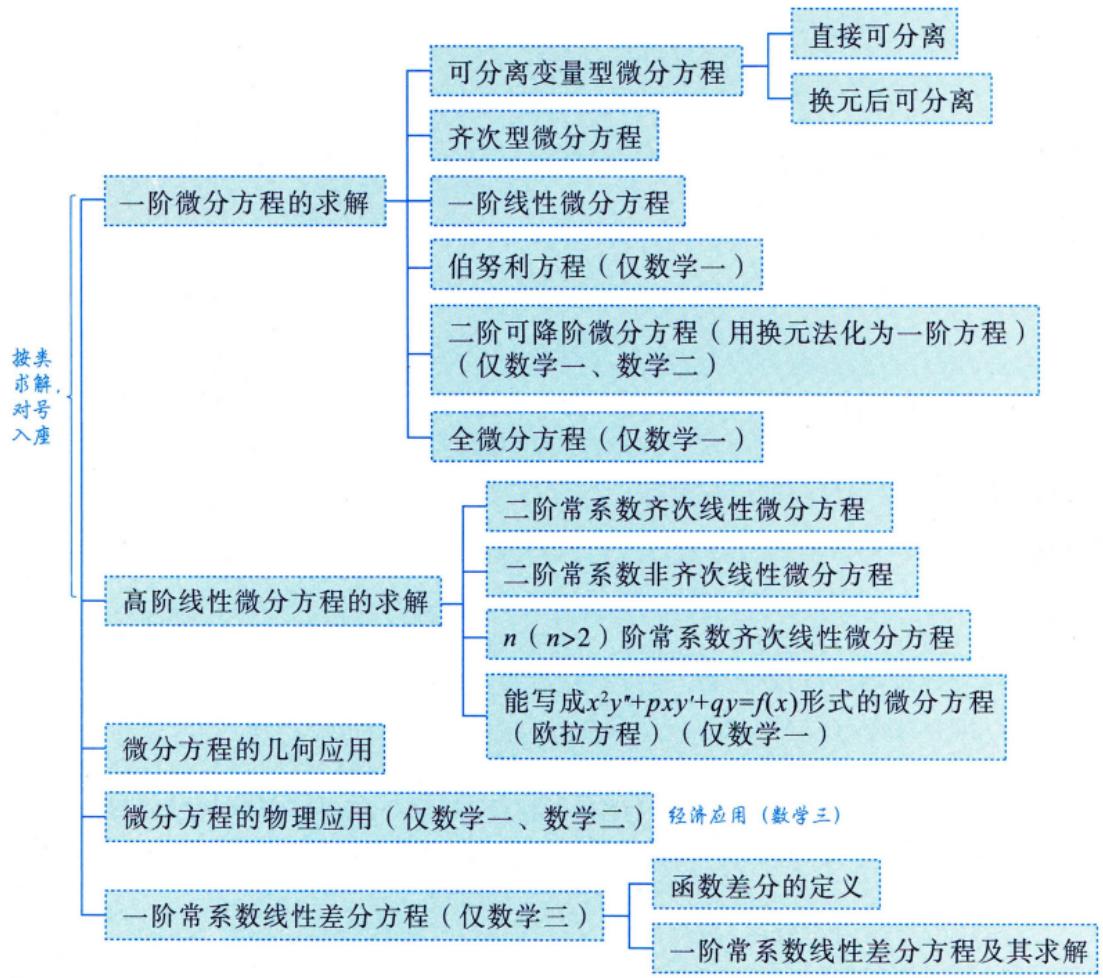 直接可分离
可分离变量型微分方程
换元后可分离
齐次型微分方程
一阶微分方程的求解
一阶线性微分方程
伯努利方程（仅数学一）
二阶可降阶微分方程（用换元法化为一阶方程）
（仅数学一、数学二）
按类
求解，
对号
入座
全微分方程（仅数学一）
二阶常系数齐次线性微分方程
二阶常系数非齐次线性微分方程
高阶线性微分方程的求解
n（n>2）阶常系数齐次线性微分方程
能写成x²y″+pxy′+qy=f(x)形式的微分方程
（欧拉方程）（仅数学一）
微分方程的几何应用
微分方程的物理应用（仅数学一、数学二）
经济应用（数学三）
函数差分的定义
一阶常系数线性差分方程（仅数学三）
一阶常系数线性差分方程及其求解